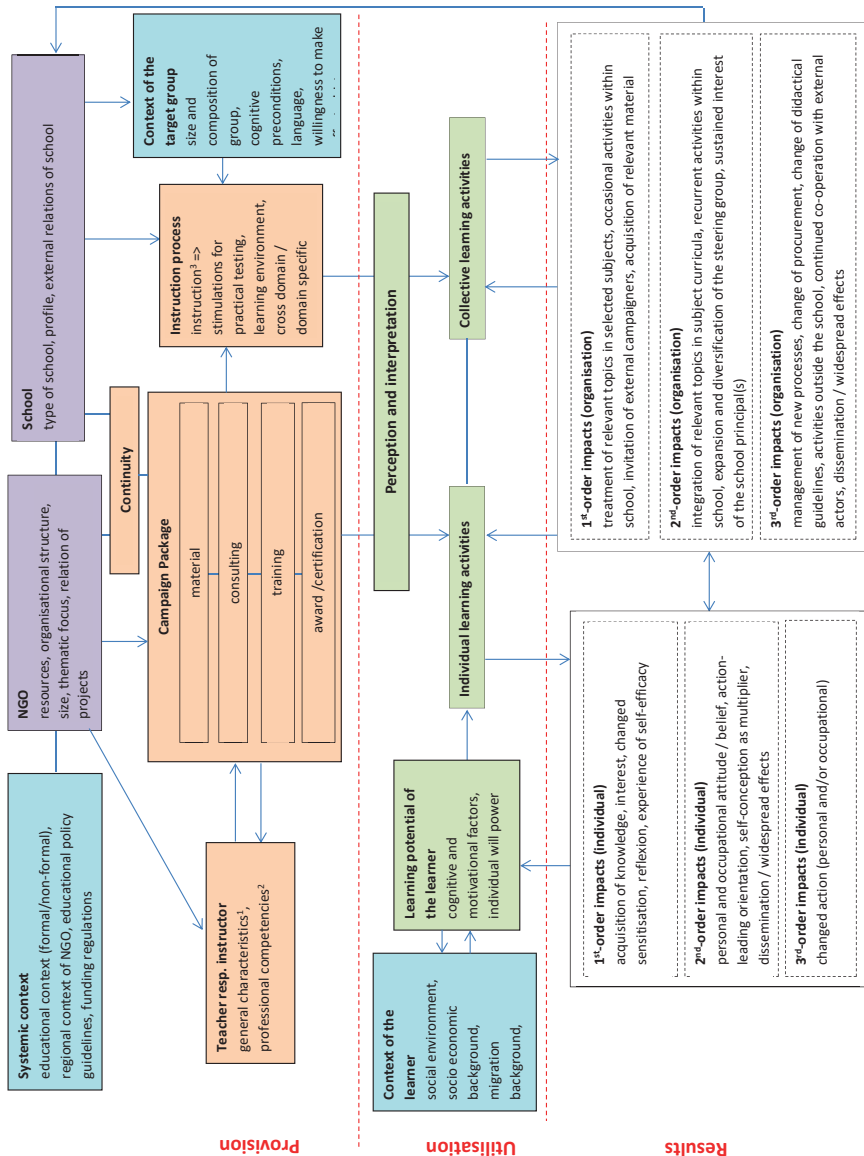 Provision
Systemic context
educational context (formal/non-formal),
regional context of NGO, educational policy
guidelines, funding regulations
NGO
resources, organisational structure,
size, thematic focus, relation of
projects
School
type of school, profile, external relations of school
Continuity
Teacher resp. instructor
general characteristics¹,
professional competencies²
Campaign Package
material
consulting
training
award /certification
Instruction process
instruction³ =>
stimulations for
practical testing,
learning environment,
cross domain /
domain specific
Context of the
target group
size and
composition of
group,
cognitive
preconditions,
language,
willingness to make
Utilisation
Context of the
learner
social environment,
socio economic
background,
migration
background,
Learning potential of
the learner
cognitive and
motivational factors,
individual will power
Perception and interpretation
Individual learning activities
Collective learning activities
Results
1st-order impacts (individual)
acquisition of knowledge, interest, changed
sensitisation, reflexion, experience of self-efficacy
2nd-order impacts (individual)
personal and occupational attitude / belief, action-
leading orientation, self-conception as multiplier,
dissemination / widespread effects
3rd-order impacts (individual)
changed action (personal and/or occupational)
1st-order impacts (organisation)
treatment of relevant topics in selected subjects, occasional activities within
school, invitation of external campaigners, acquisition of relevant material
2nd-order impacts (organisation)
integration of relevant topics in subject curricula, recurrent activities within
school, expansion and diversification of the steering group, sustained interest
of the school principal(s)
3rd-order impacts (organisation)
management of new processes, change of procurement, change of didactical
guidelines, activities outside the school, continued co-operation with external
actors, dissemination / widespread effects